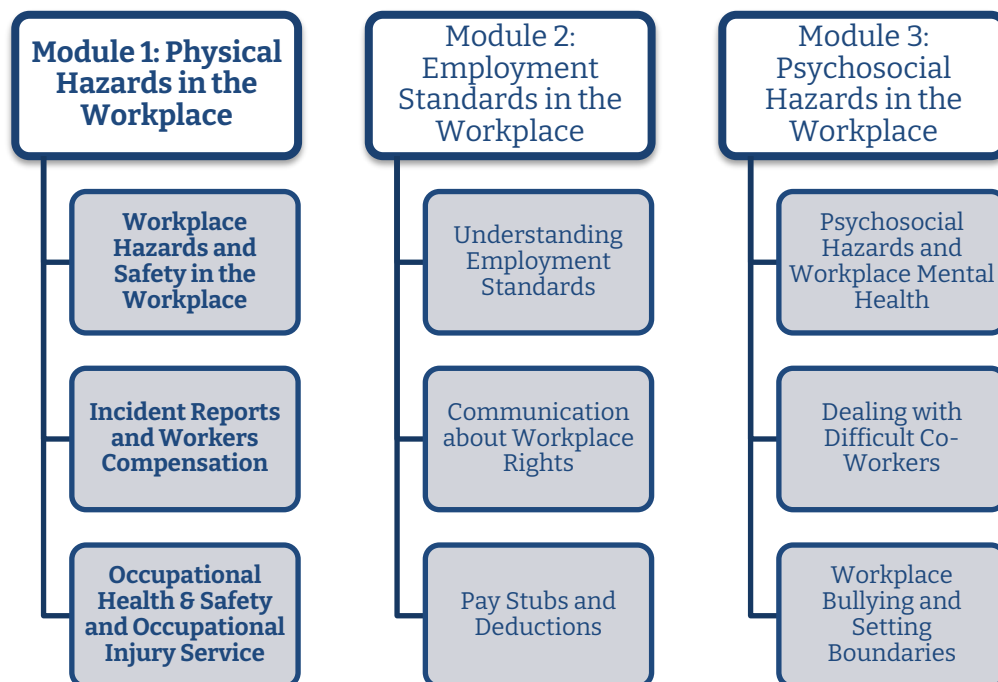 Module 1: Physical
Hazards in the
Workplace
Workplace
Hazards and
Safety in the
Workplace
Incident Reports
and Workers
Compensation
Occupational
Health & Safety
and Occupational
Injury Service
Module 2:
Employment
Standards in the
Workplace
Understanding
Employment
Standards
Communication
about Workplace
Rights
Pay Stubs and
Deductions
Module 3:
Psychosocial
Hazards in the
Workplace
Psychosocial
Hazards and
Workplace Mental
Health
Dealing with
Difficult Co-
Workers
Workplace
Bullying and
Setting
Boundaries